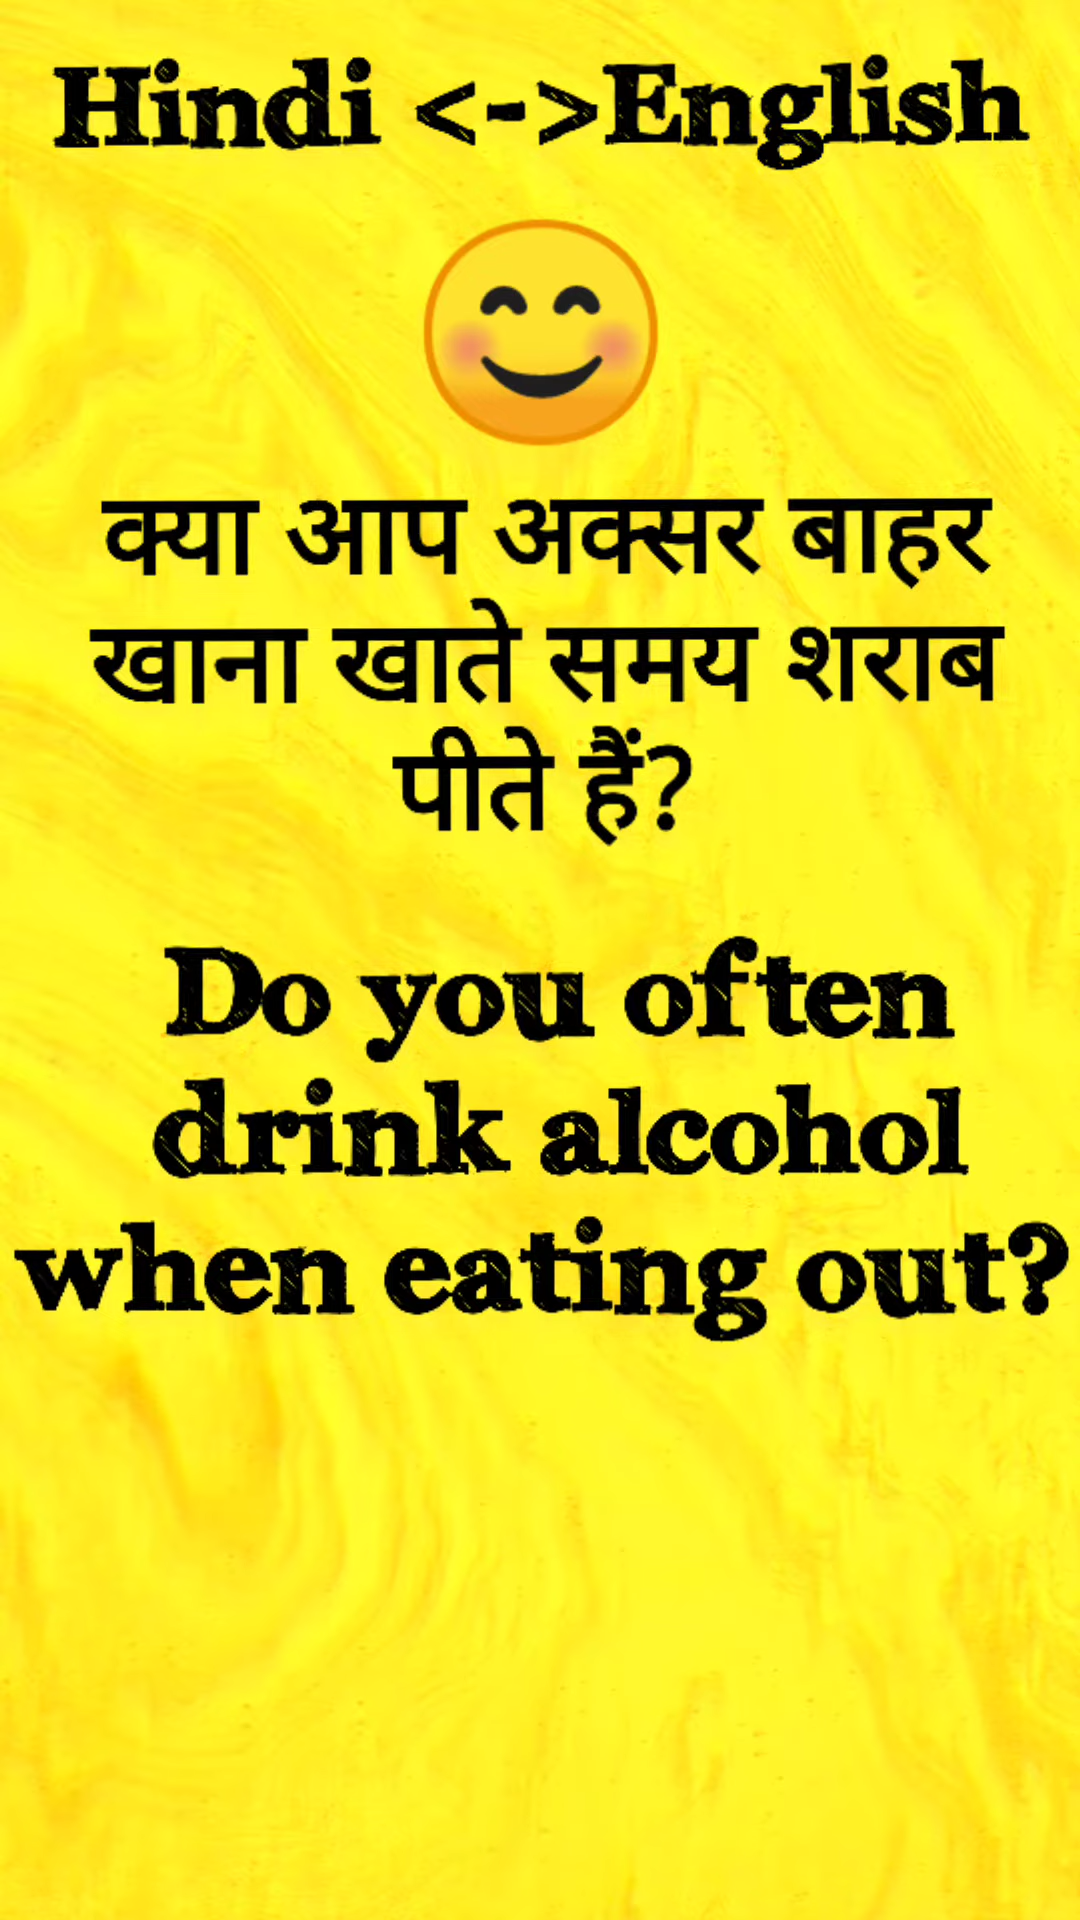 Hindi <->English
क्या आप अक्सर बाहर
खाना खाते समय शराब
पीते हैं?
Do you often
drink alcohol
when eating out?